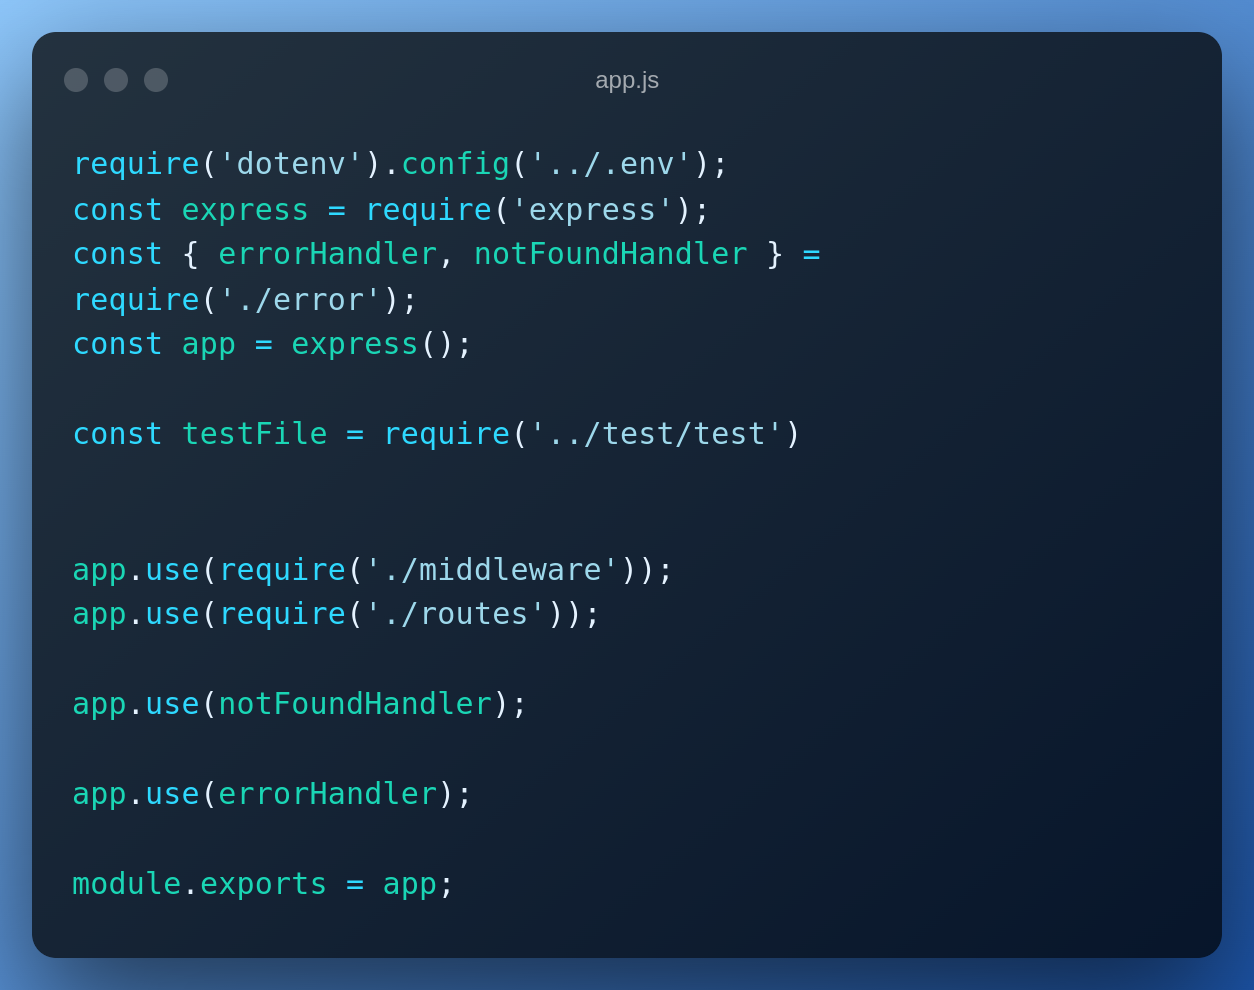 app.js
require('dotenv').config('../.env');
const express = require('express');
const { errorHandler, notFoundHandler } =
require('./error');
const app = express();
const testFile = require('../test/test')
app.use(require('./middleware'));
app.use(require('./routes'));
app.use(notFoundHandler);
app.use(errorHandler);
module.exports = app;